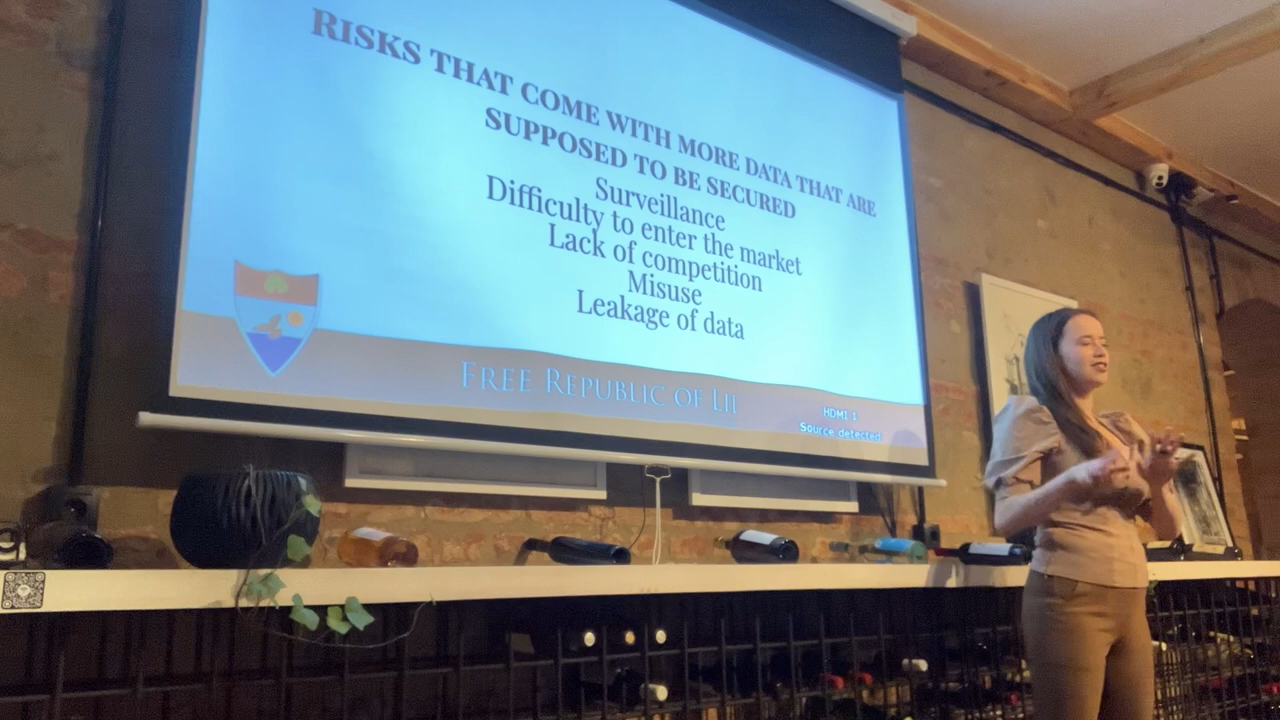 RISKS THAT COME WITH MORE DATA THAT ARE
SUPPOSED TO BE SECURED
Surveillance
Difficulty to enter the market
Lack of competition
Misuse
Leakage of data
FREE REPUBLIC OF
HDMI 1
Source detected